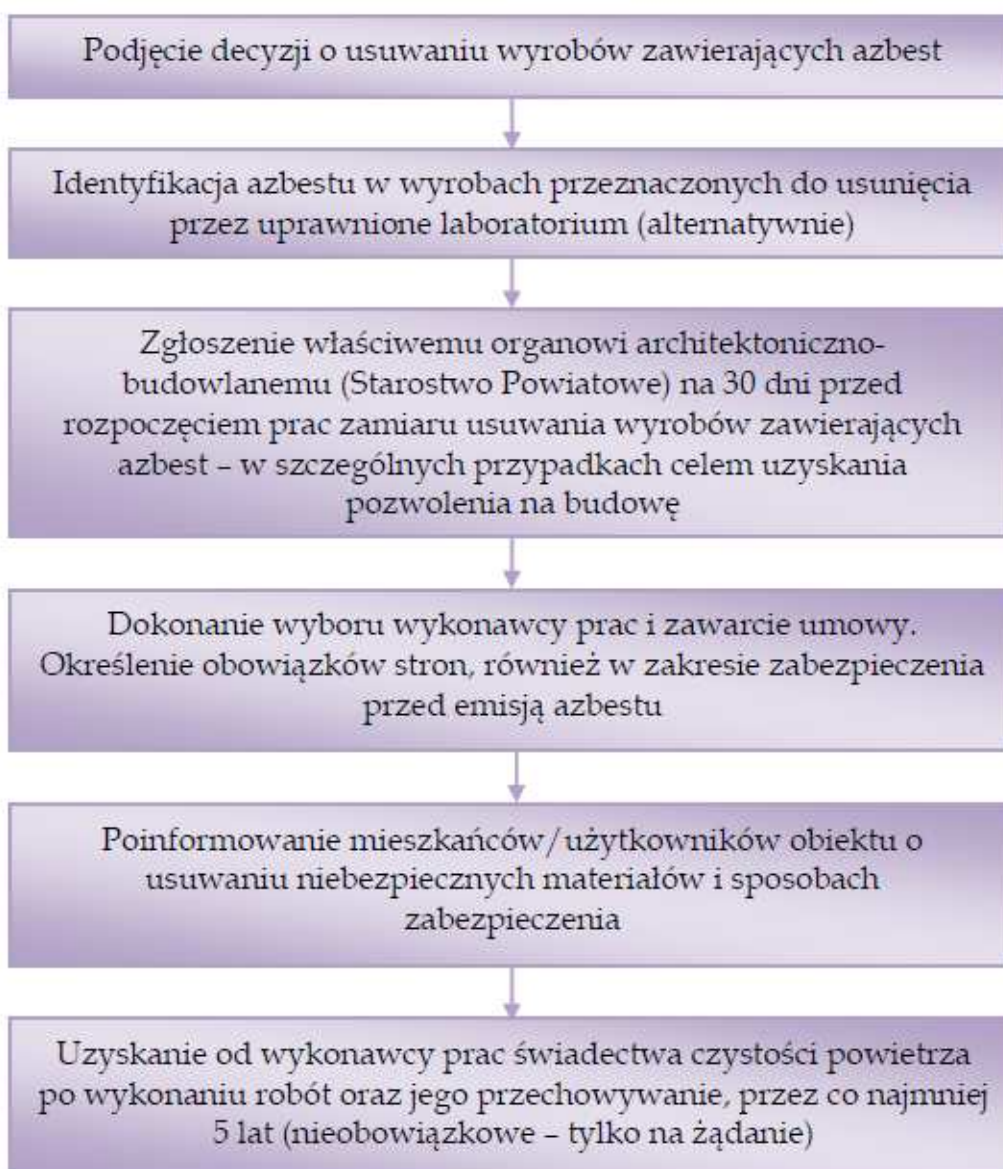 Podjęcie decyzji o usuwaniu wyrobów zawierających azbest
Identyfikacja azbestu w wyrobach przeznaczonych do usunięcia
przez uprawnione laboratorium (alternatywnie)
Zgłoszenie właściwemu organowi architektoniczno-
budowlanemu (Starostwo Powiatowe) na 30 dni przed
rozpoczęciem prac zamiaru usuwania wyrobów zawierających
azbest – w szczególnych przypadkach celem uzyskania
pozwolenia na budowę
Dokonanie wyboru wykonawcy prac i zawarcie umowy.
Określenie obowiązków stron, również w zakresie zabezpieczenia
przed emisją azbestu
Poinformowanie mieszkańców/użytkowników obiektu o
usuwaniu niebezpiecznych materiałów i sposobach
zabezpieczenia
Uzyskanie od wykonawcy prac świadectwa czystości powietrza
po wykonaniu robót oraz jego przechowywanie, przez co najmniej
5 lat (nieobowiązkowe – tylko na żądanie)